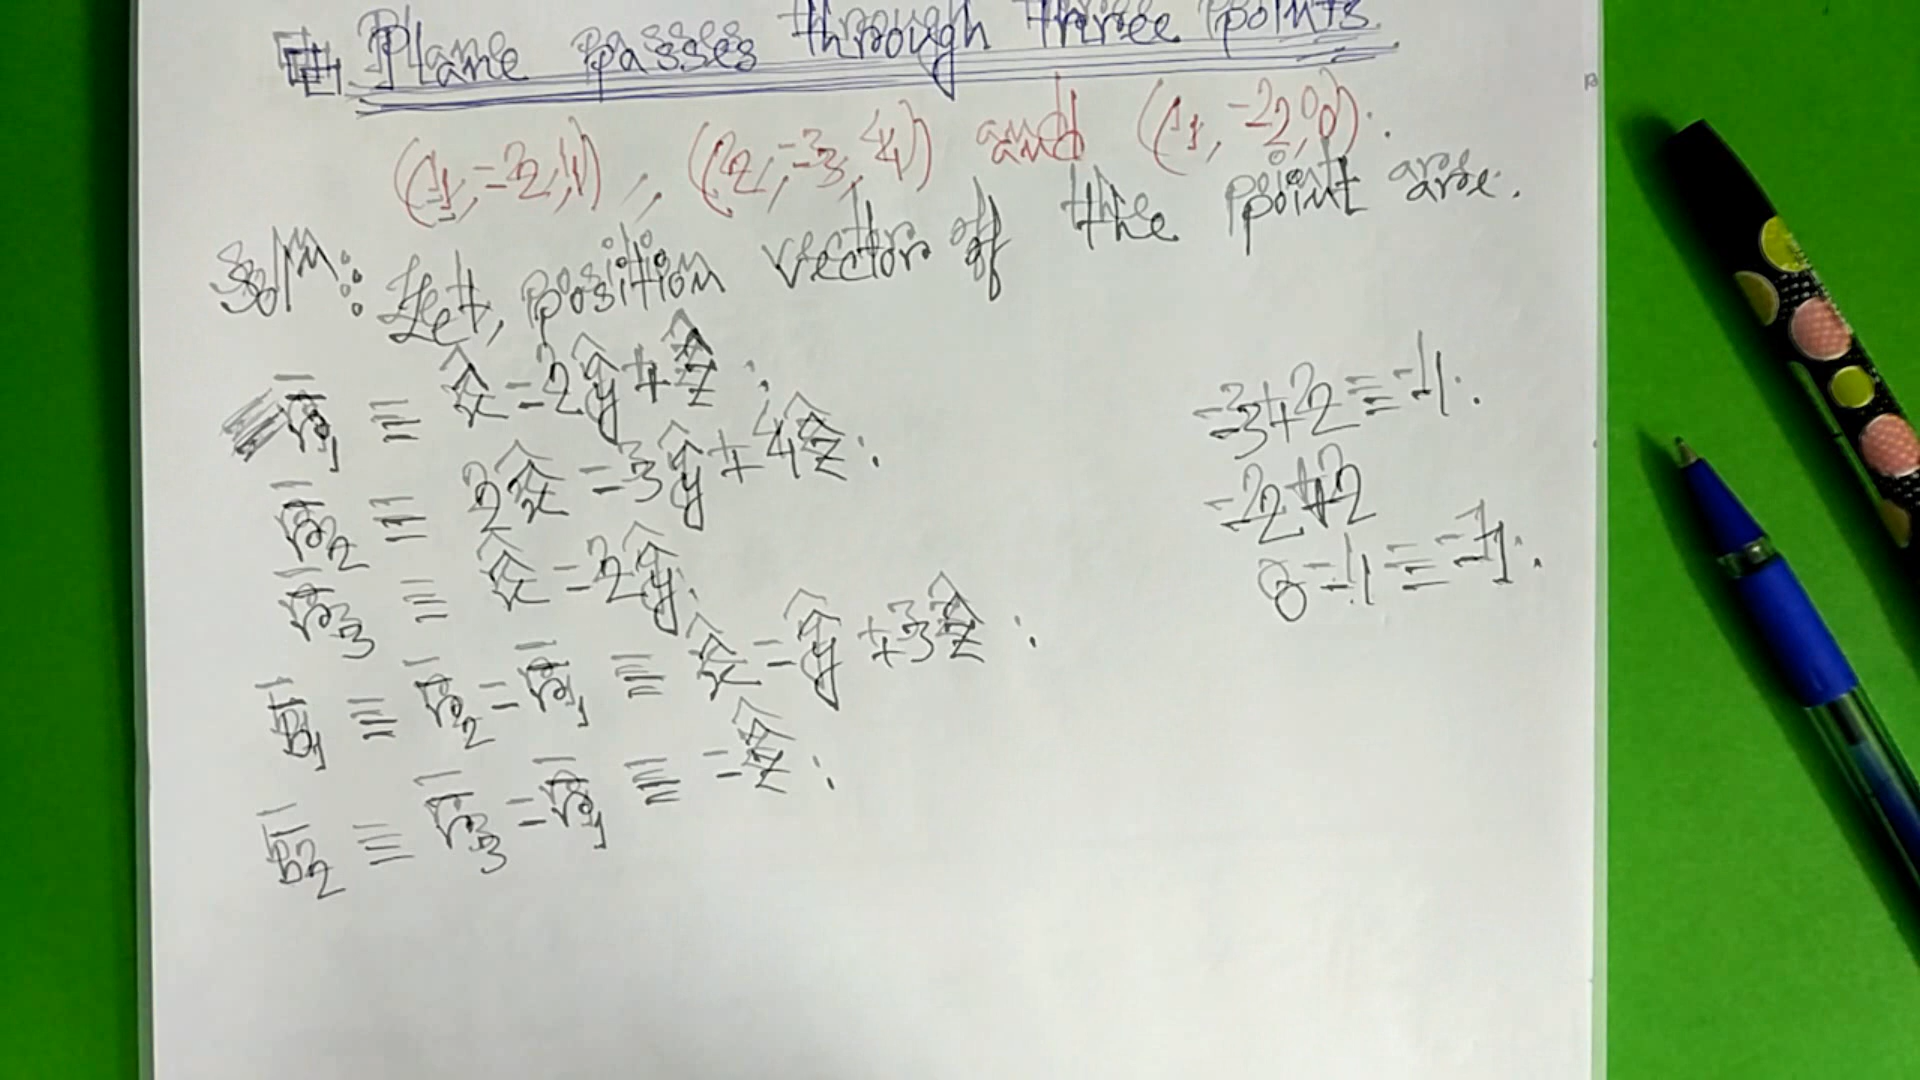 Plane passes through three points.
(1,-2,1), (2,-3,4) and (1,-2,0).
Soln: Let, position vector of the point are.
r̄₁ = x̂-2ŷ+ẑ.
r̄₂ = 2x̂-3ŷ+4ẑ.
r̄₃ = x̂-2ŷ.
B̄₁ = r̄₂-r̄₁ = x̂-ŷ+3ẑ.
B̄₂ = r̄₃-r̄₁ = -ẑ.
-3+2=-1.
-2+2
0-1=-1.